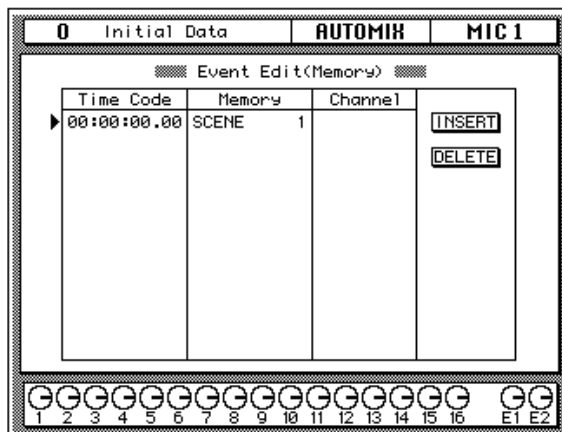 0 Initial Data AUTOMIX MIC 1
Event Edit(Memory)
Time Code Memory Channel
00:00:00.00 SCENE 1 INSERT
DELETE
1 2 3 4 5 6 7 8 9 10 11 12 13 14 15 16 E1 E2